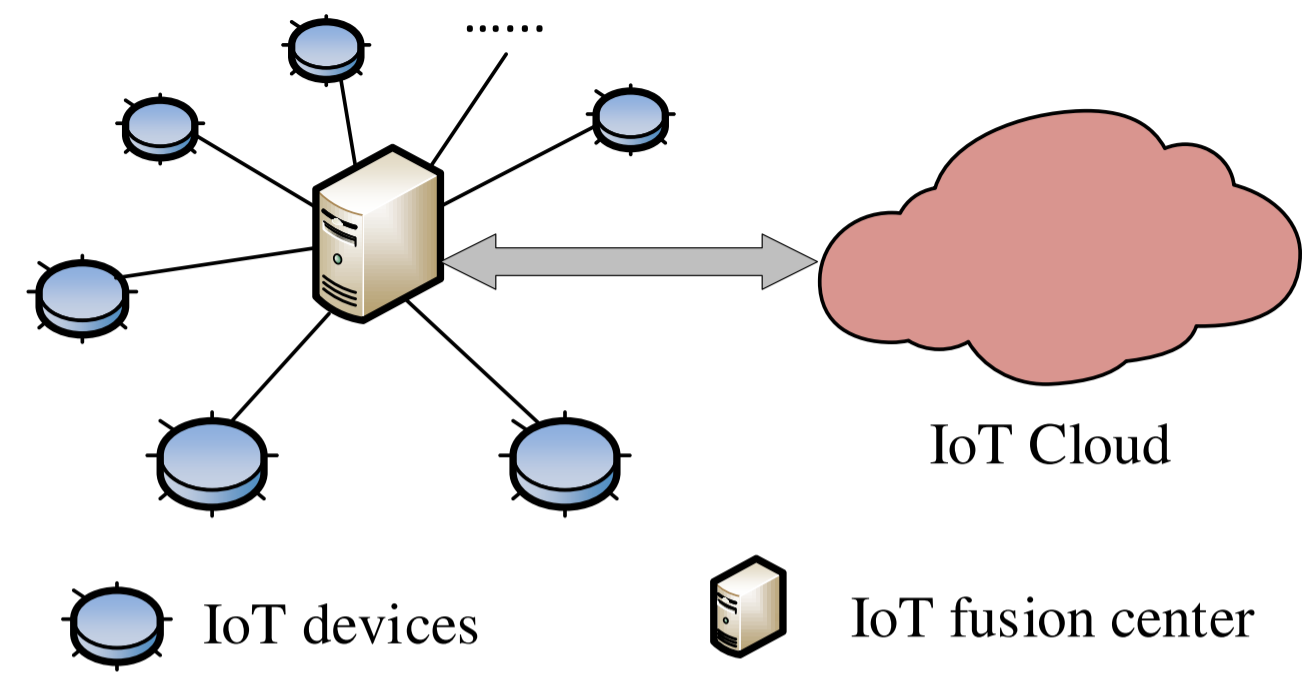 ......
IoT Cloud
IoT devices
IoT fusion center